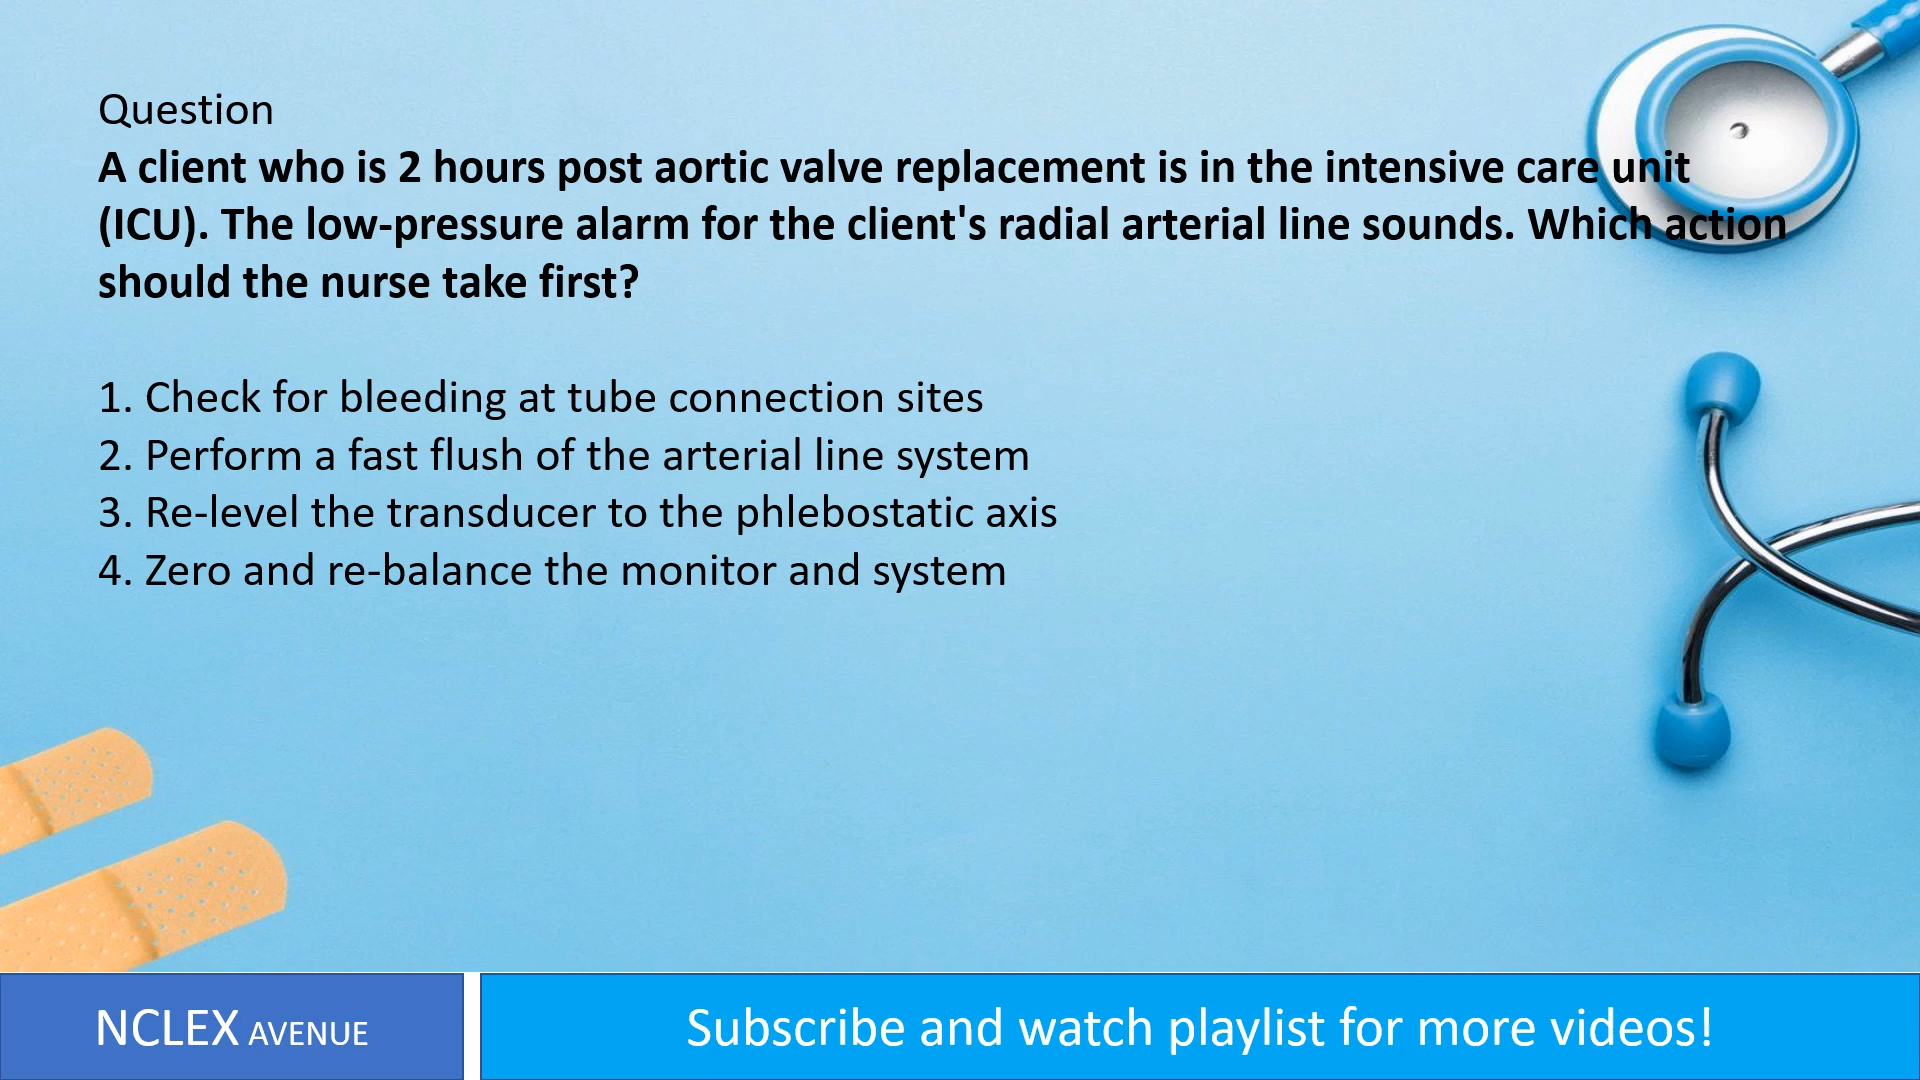 Question
A client who is 2 hours post aortic valve replacement is in the intensive care unit
(ICU). The low-pressure alarm for the client's radial arterial line sounds. Which action
should the nurse take first?
1. Check for bleeding at tube connection sites
2. Perform a fast flush of the arterial line system
3. Re-level the transducer to the phlebostatic axis
4. Zero and re-balance the monitor and system
NCLEX AVENUE
Subscribe and watch playlist for more videos!